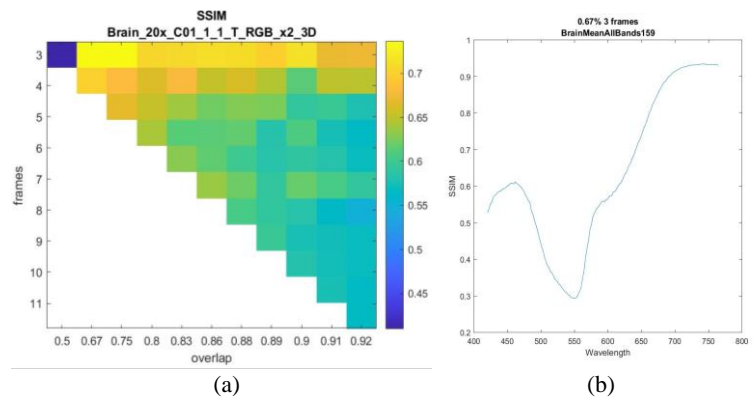 SSIM
Brain_20x_C01_1_1_T_RGB_x2_3D
3
4
5
6
7
8
9
10
11
frames
0.5 0.67 0.75 0.8 0.83 0.86 0.88 0.89 0.9 0.91 0.92
overlap
0.7
0.65
0.6
0.55
0.5
0.45
(a)
0.67% 3 frames
BrainMeanAllBands159
1
0.9
0.8
0.7
0.6
0.5
0.4
0.3
0.2
SSIM
400 450 500 550 600 650 700 750 800
Wavelength
(b)